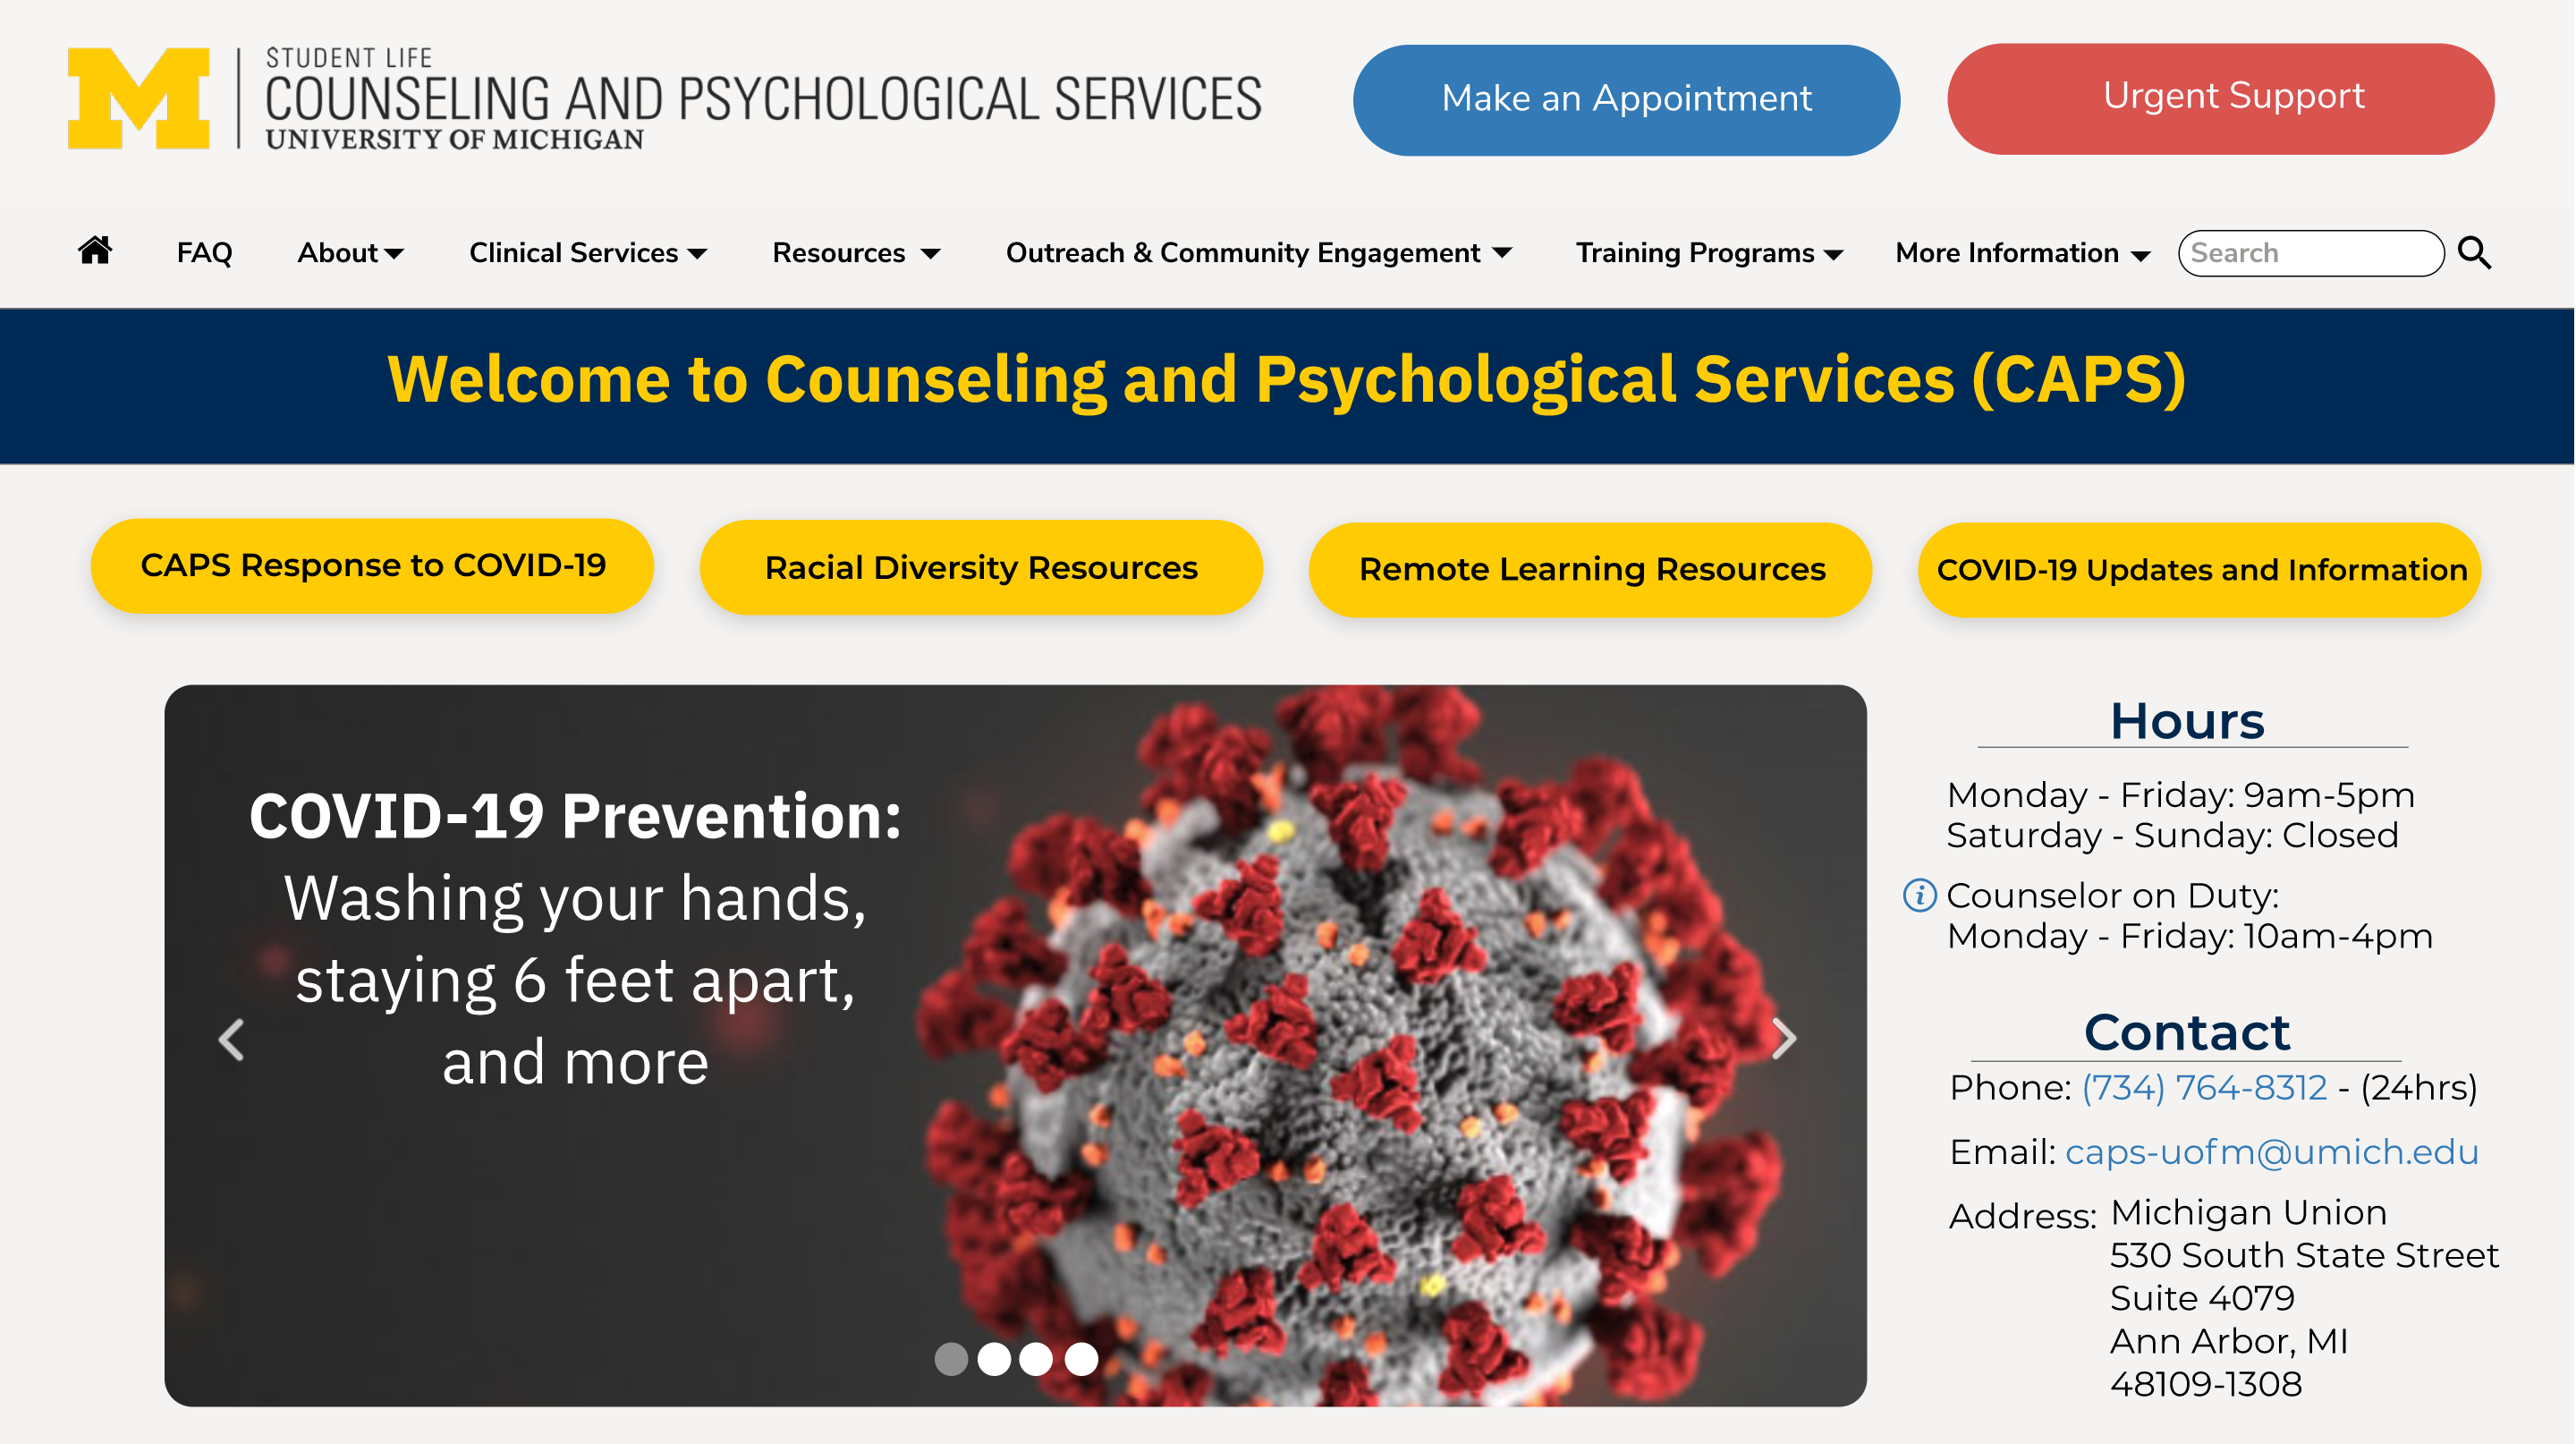 STUDENT LIFE
COUNSELING AND PSYCHOLOGICAL SERVICES
UNIVERSITY OF MICHIGAN
Make an Appointment
Urgent Support
FAQ
About
Clinical Services
Resources
Outreach & Community Engagement
Training Programs
More Information
Search
Welcome to Counseling and Psychological Services (CAPS)
CAPS Response to COVID-19
Racial Diversity Resources
Remote Learning Resources
COVID-19 Updates and Information
COVID-19 Prevention:
Washing your hands,
staying 6 feet apart,
and more
Hours
Monday - Friday: 9am-5pm
Saturday - Sunday: Closed
i Counselor on Duty:
Monday - Friday: 10am-4pm
Contact
Phone: (734) 764-8312 - (24hrs)
Email: caps-uofm@umich.edu
Address: Michigan Union
530 South State Street
Suite 4079
Ann Arbor, MI
48109-1308